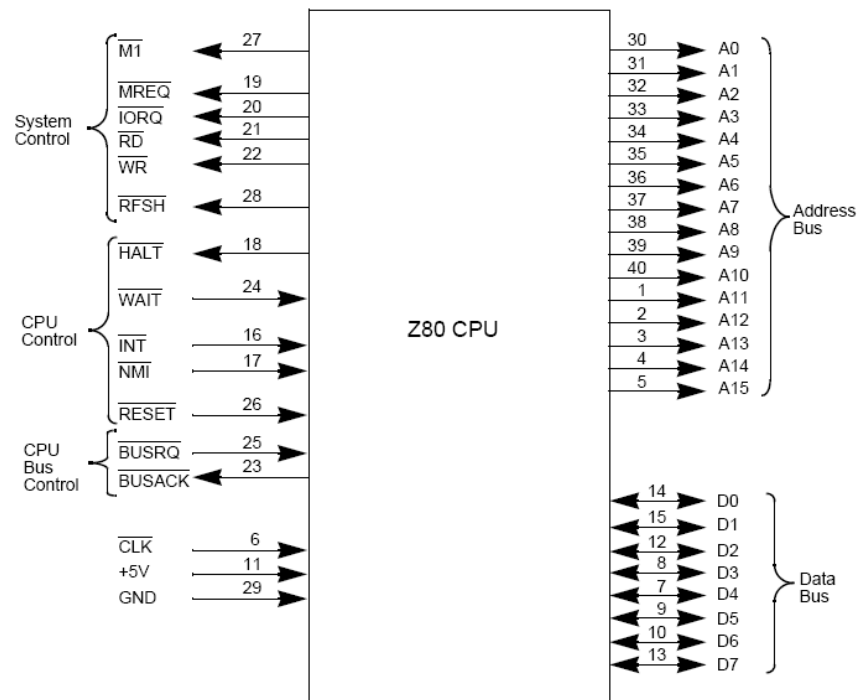 System
Control
M1 27
MREQ 19
IORQ 20
RD 21
WR 22
RFSH 28
CPU
Control
HALT 18
WAIT 24
INT 16
NMI 17
RESET 26
CPU
Bus
Control
BUSRQ 25
BUSACK 23
CLK 6
+5V 11
GND 29
Z80 CPU
30 A0
31 A1
32 A2
33 A3
34 A4
35 A5
36 A6
37 A7
38 A8
39 A9
40 A10
1 A11
2 A12
3 A13
4 A14
5 A15
Address
Bus
14 D0
15 D1
12 D2
8 D3
7 D4
9 D5
10 D6
13 D7
Data
Bus